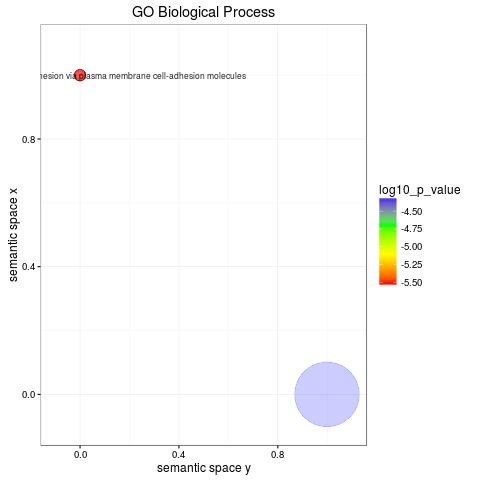 GO Biological Process
hesion via plasma membrane cell-adhesion molecules
0.8
0.4
0.0
semantic space x
0.0
0.4
0.8
semantic space y
log10_p_value
-4.50
-4.75
-5.00
-5.25
-5.50